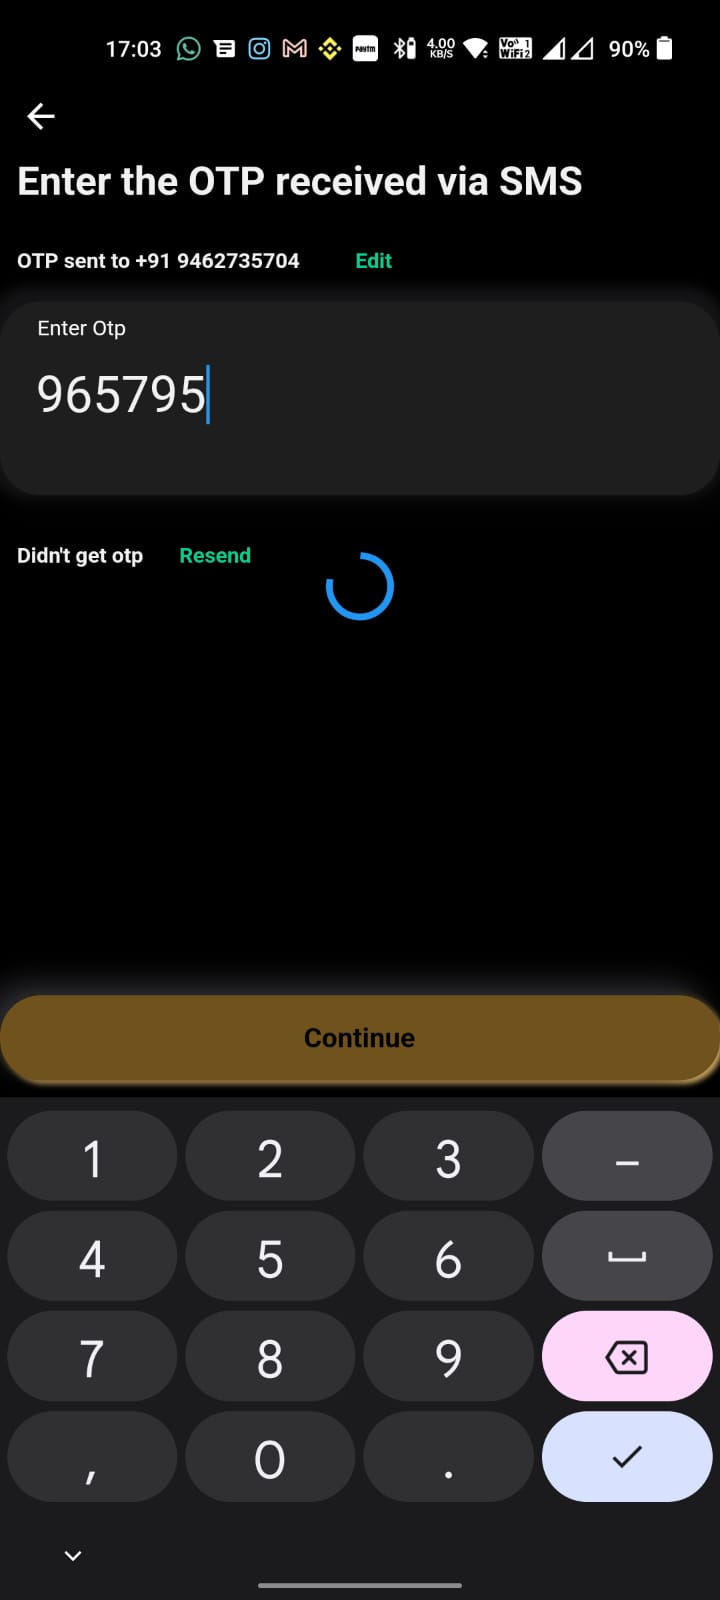 17:03 paytm 4.00 KB/S Vo 1 WiFi 2 90%
Enter the OTP received via SMS
OTP sent to +91 9462735704 Edit
Enter Otp
965795
Didn't get otp Resend
Continue
1 2 3 –
4 5 6
7 8 9
, 0 .